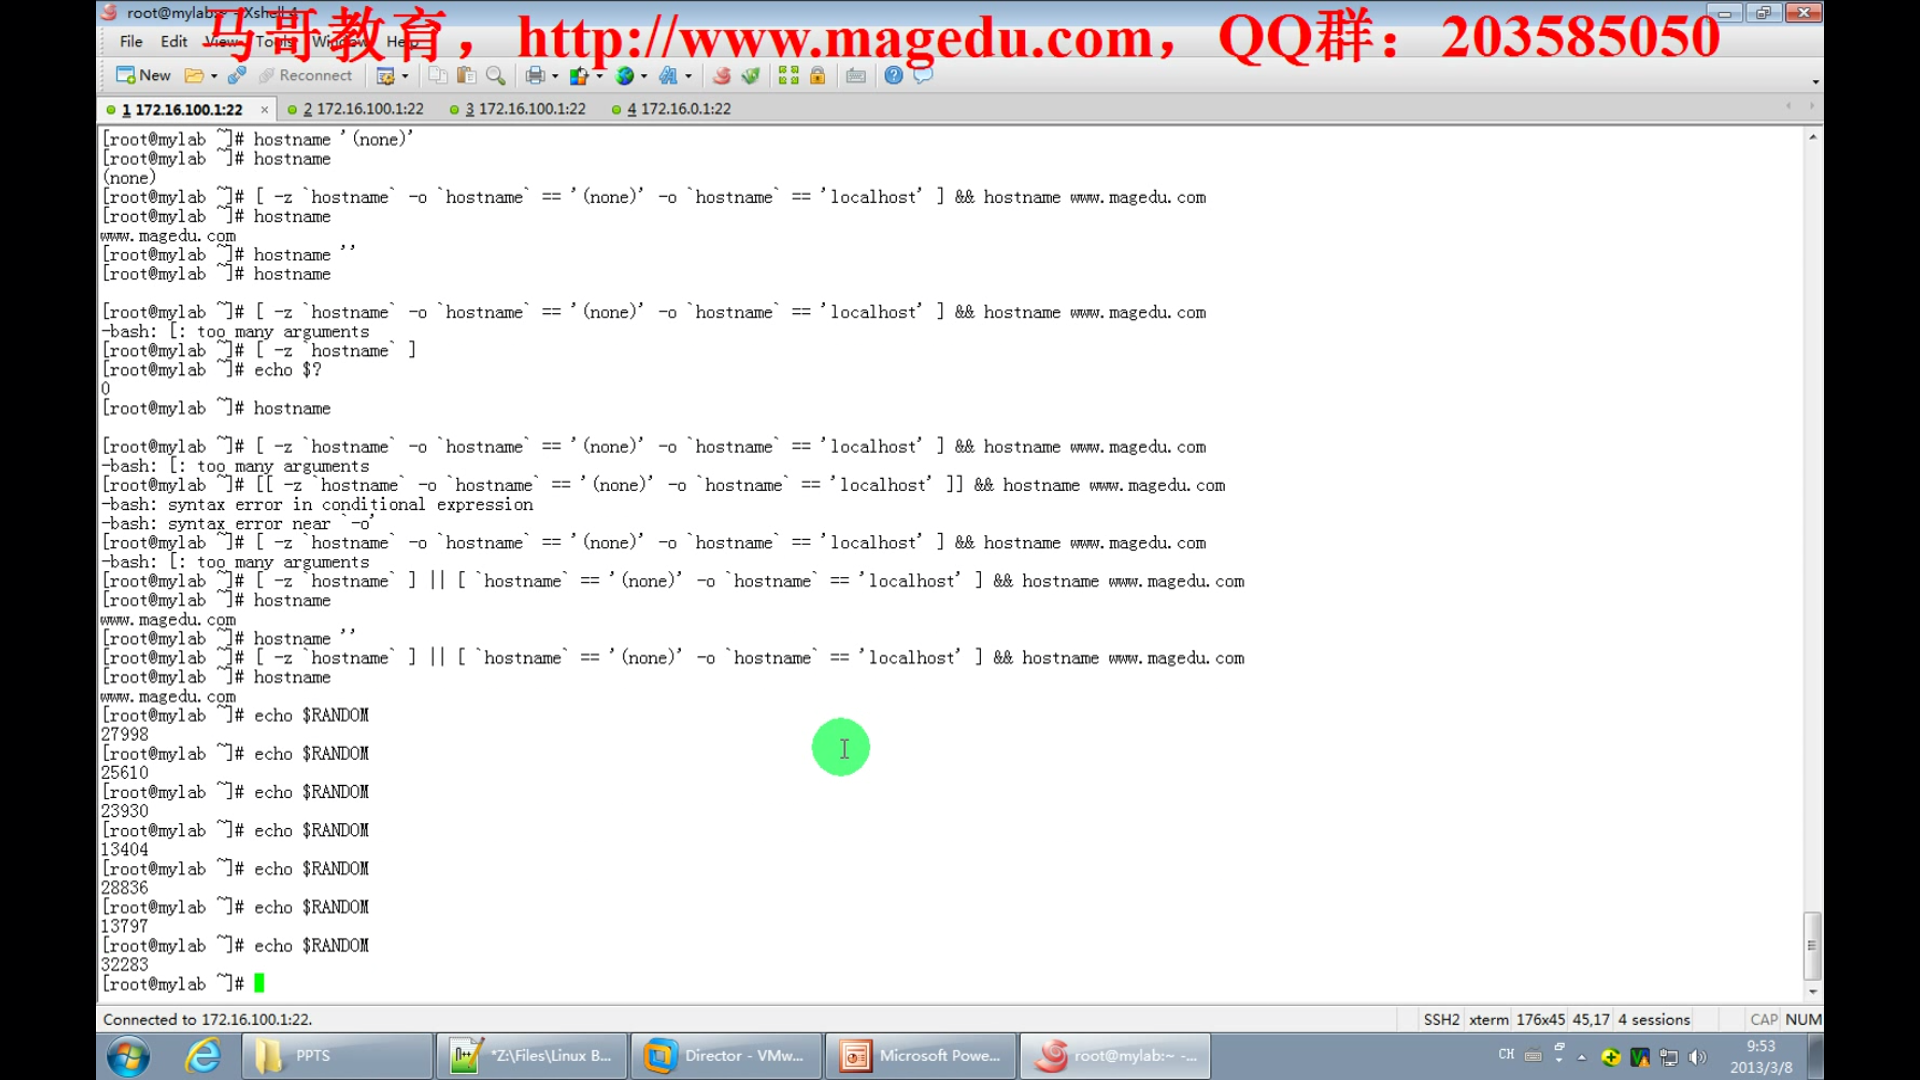 root@mylab:~ - Xshell 4
马哥教育，http://www.magedu.com，QQ群：203585050
File Edit View Tools Window Help
New Reconnect
1 172.16.100.1:22 × 2 172.16.100.1:22 3 172.16.100.1:22 4 172.16.0.1:22
[root@mylab ~]# hostname '(none)'
[root@mylab ~]# hostname
(none)
[root@mylab ~]# [ -z `hostname` -o `hostname` == '(none)' -o `hostname` == 'localhost' ] && hostname www.magedu.com
[root@mylab ~]# hostname
www.magedu.com
[root@mylab ~]# hostname ''
[root@mylab ~]# hostname
[root@mylab ~]# [ -z `hostname` -o `hostname` == '(none)' -o `hostname` == 'localhost' ] && hostname www.magedu.com
-bash: [: too many arguments
[root@mylab ~]# [ -z `hostname` ]
[root@mylab ~]# echo $?
0
[root@mylab ~]# hostname
[root@mylab ~]# [ -z `hostname` -o `hostname` == '(none)' -o `hostname` == 'localhost' ] && hostname www.magedu.com
-bash: [: too many arguments
[root@mylab ~]# [[ -z `hostname` -o `hostname` == '(none)' -o `hostname` == 'localhost' ]] && hostname www.magedu.com
-bash: syntax error in conditional expression
-bash: syntax error near `-o'
[root@mylab ~]# [ -z `hostname` -o `hostname` == '(none)' -o `hostname` == 'localhost' ] && hostname www.magedu.com
-bash: [: too many arguments
[root@mylab ~]# [ -z `hostname` ] || [ `hostname` == '(none)' -o `hostname` == 'localhost' ] && hostname www.magedu.com
[root@mylab ~]# hostname
www.magedu.com
[root@mylab ~]# hostname ''
[root@mylab ~]# [ -z `hostname` ] || [ `hostname` == '(none)' -o `hostname` == 'localhost' ] && hostname www.magedu.com
[root@mylab ~]# hostname
www.magedu.com
[root@mylab ~]# echo $RANDOM
27998
[root@mylab ~]# echo $RANDOM
25610
[root@mylab ~]# echo $RANDOM
23930
[root@mylab ~]# echo $RANDOM
13404
[root@mylab ~]# echo $RANDOM
28836
[root@mylab ~]# echo $RANDOM
13797
[root@mylab ~]# echo $RANDOM
32283
[root@mylab ~]#
Connected to 172.16.100.1:22. SSH2 xterm 176x45 45,17 4 sessions CAP NUM
PPTS *Z:\Files\Linux B... Director - VMw... Microsoft Powe... root@mylab:~ -... CH 9:53
2013/3/8